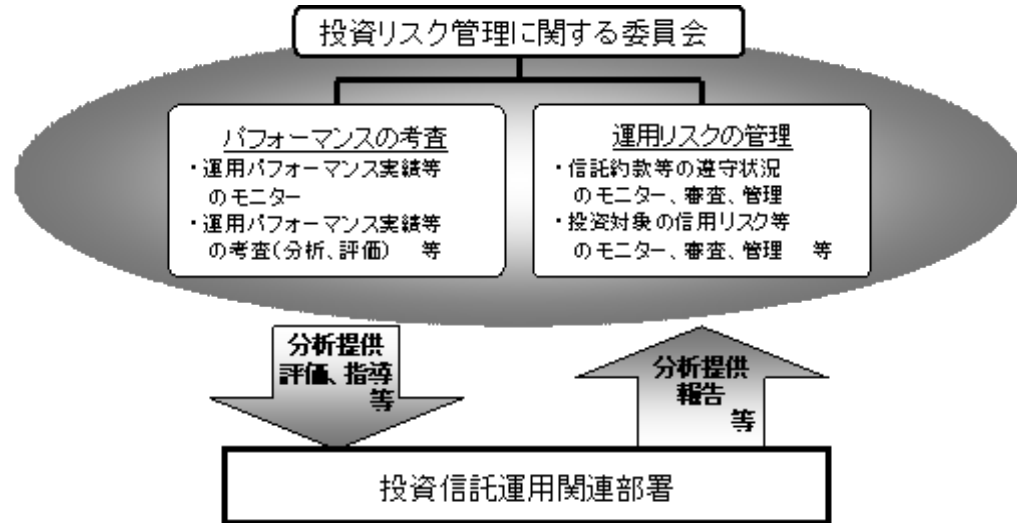 投資リスク管理に関する委員会
パフォーマンスの考査
・運用パフォーマンス実績等
のモニター
・運用パフォーマンス実績等
の考査(分析、評価) 等
運用リスクの管理
・信託約款等の遵守状況
のモニター、審査、管理
・投資対象の信用リスク等
のモニター、審査、管理 等
分析提供
評価、指導
等
分析提供
報告
等
投資信託運用関連部署